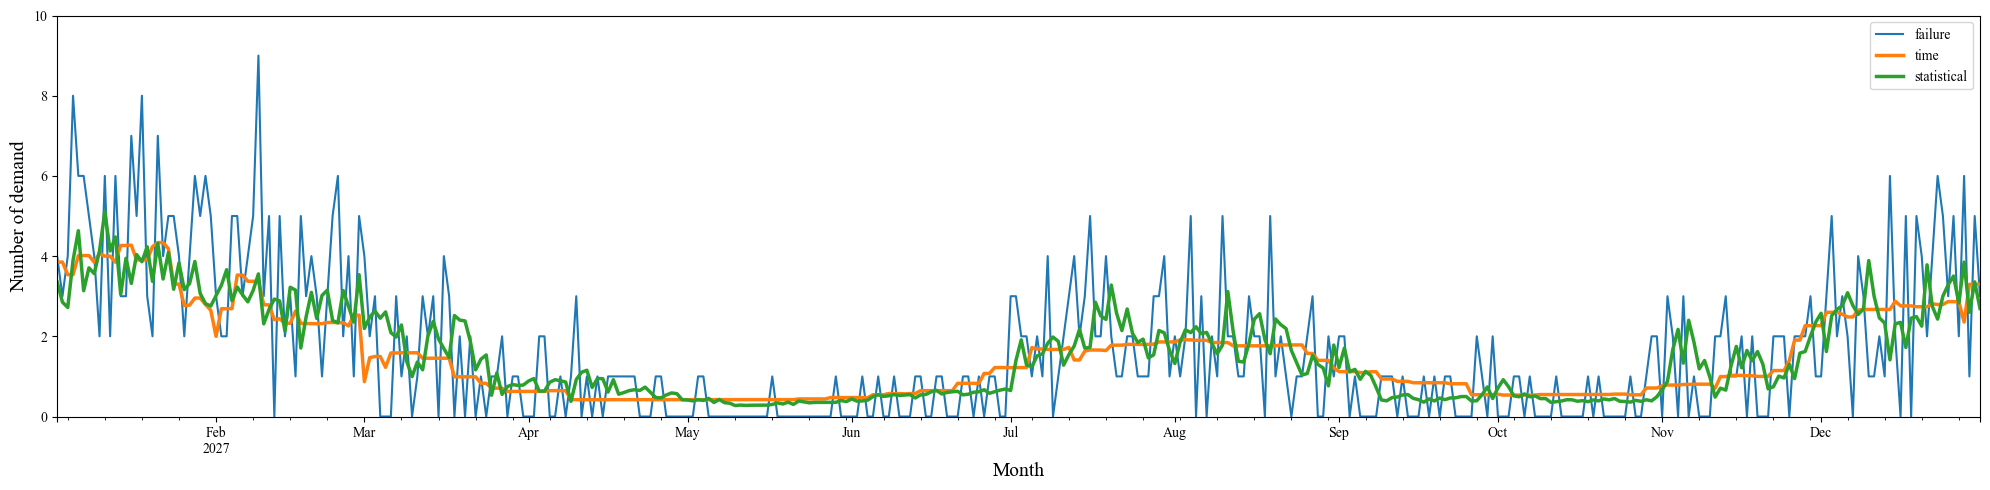 10
8
6
4
2
0
Number of demand
failure
time
statistical
Feb
2027
Mar
Apr
May
Jun
Jul
Aug
Sep
Oct
Nov
Dec
Month